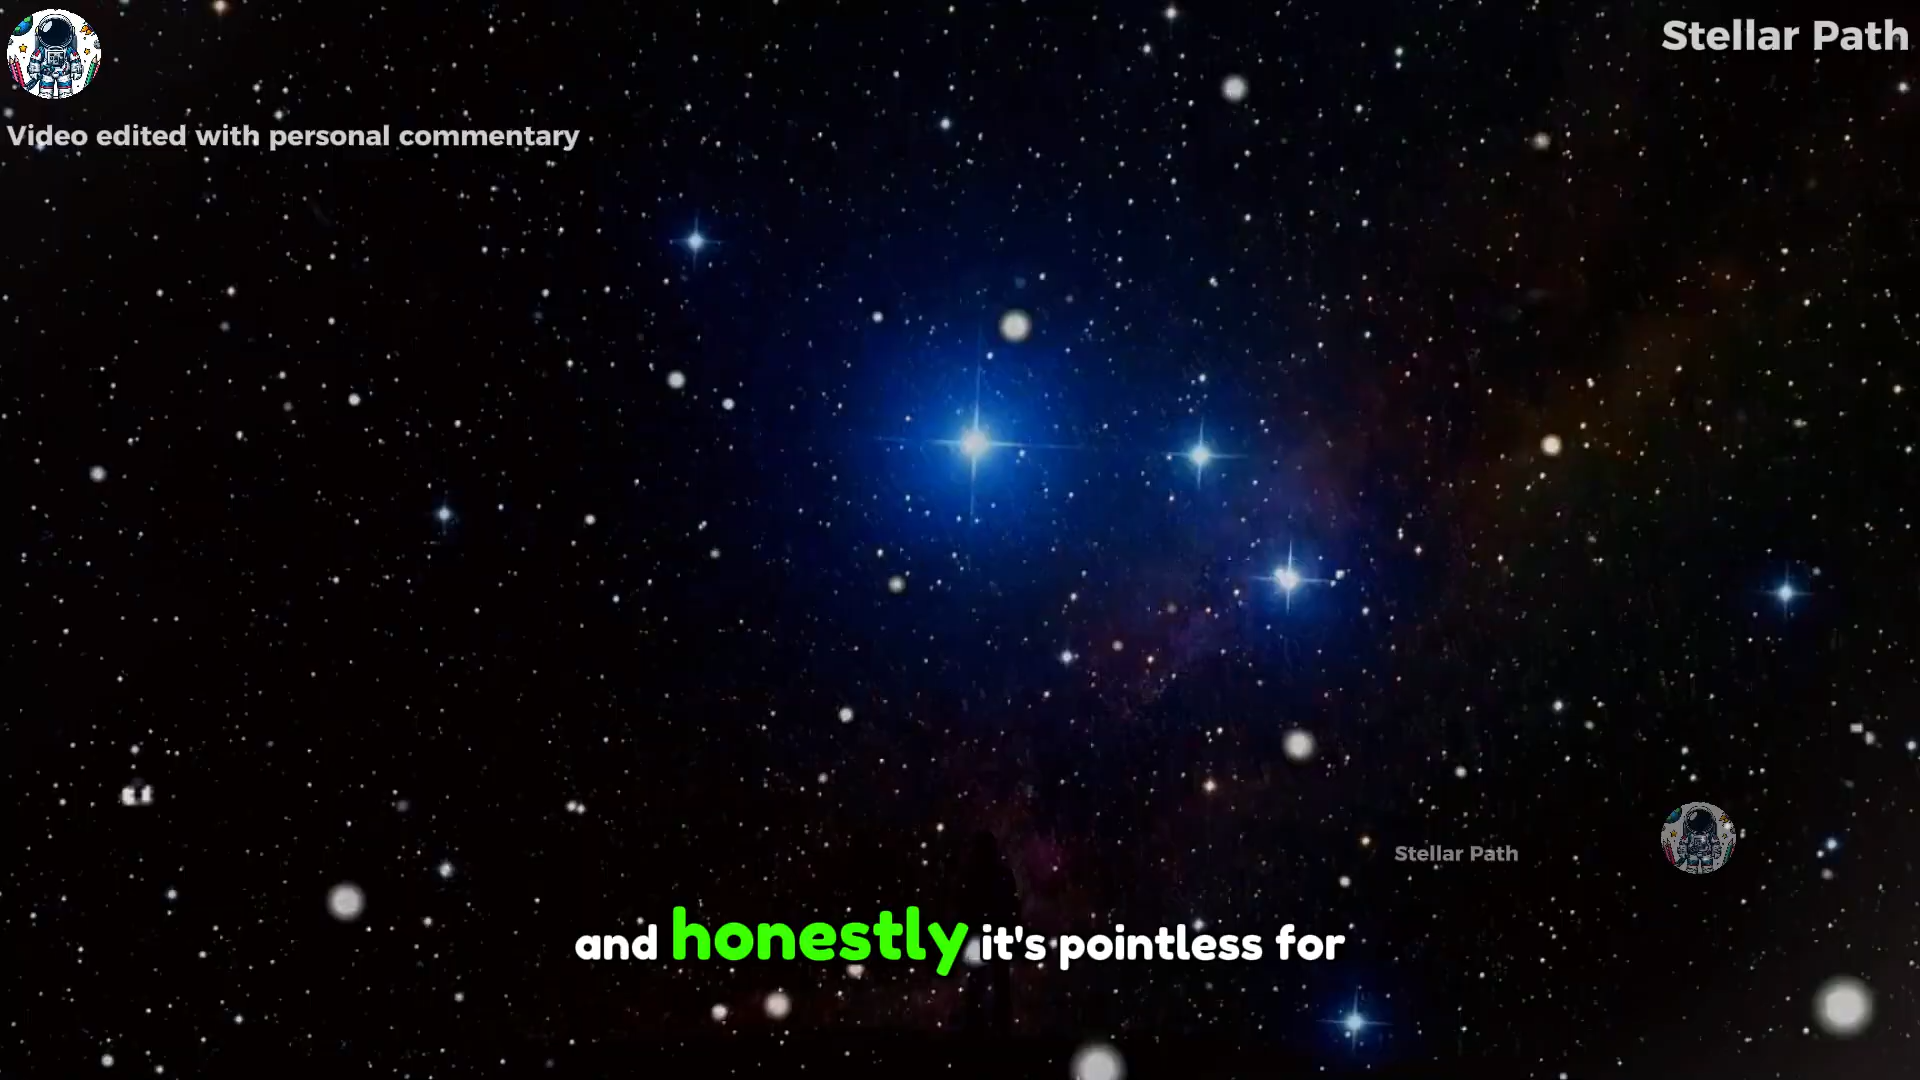 Stellar Path
Video edited with personal commentary
Stellar Path
and honestly it's pointless for